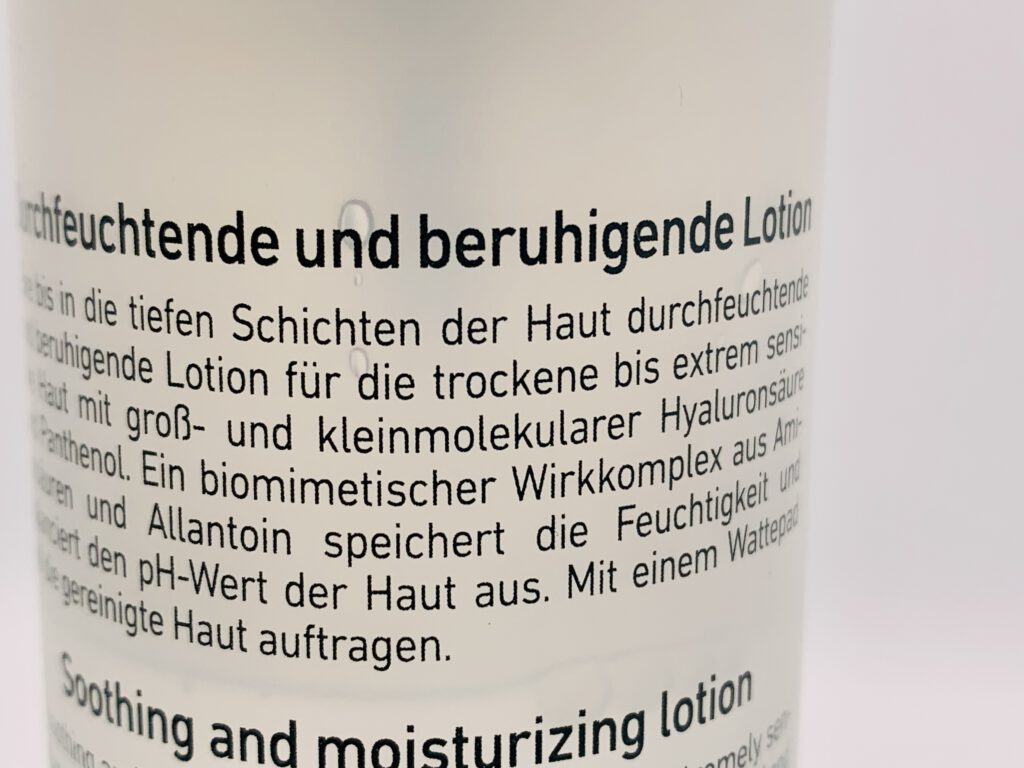 durchfeuchtende und beruhigende Lotion
bis in die tiefen Schichten der Haut durchfeuchtende
beruhigende Lotion für die trockene bis extrem sensi-
Haut mit groß- und kleinmolekularer Hyaluronsäure
Panthenol. Ein biomimetischer Wirkkomplex aus Ami-
und Allantoin speichert die Feuchtigkeit und
den pH-Wert der Haut aus. Mit einem Wattepad
gereinigte Haut auftragen.
Soothing and moisturizing lotion